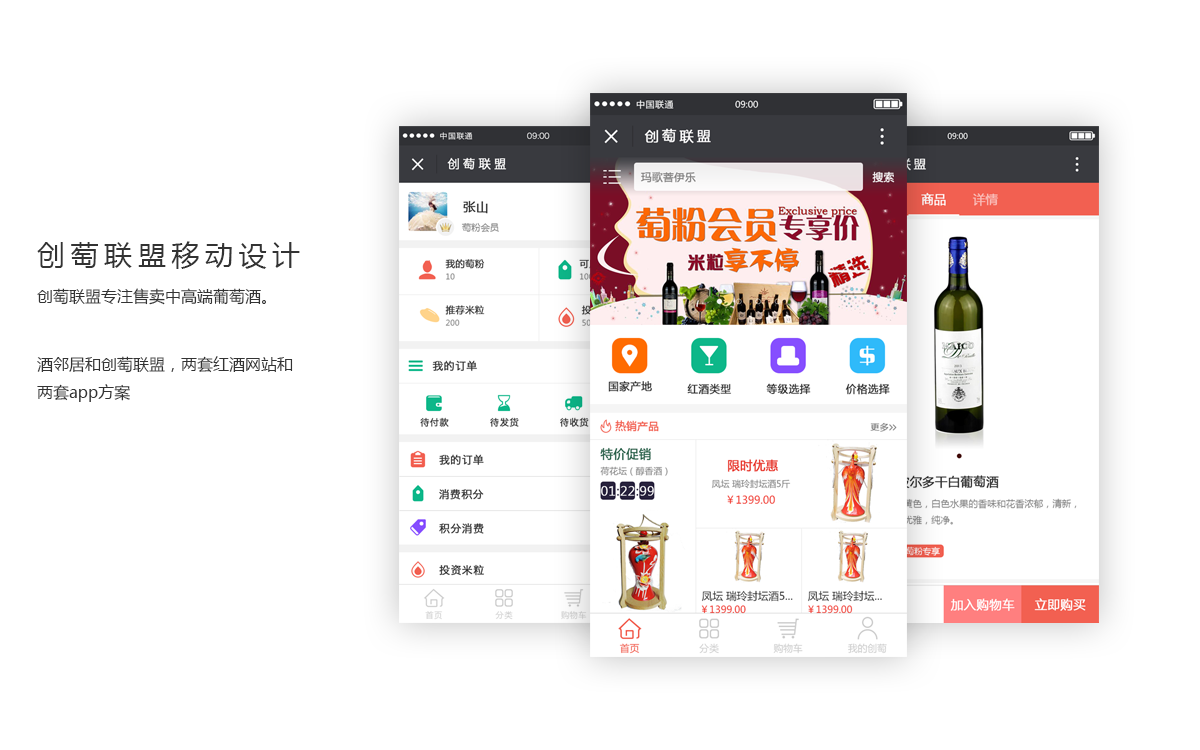 创萄联盟移动设计
创萄联盟专注售卖中高端葡萄酒。
酒邻居和创萄联盟，两套红酒网站和
两套app方案
中国联通 09:00
创萄联盟
张山
萄粉会员
我的萄粉
10
推荐米粒
200
我的订单
待付款 待发货 待收货
我的订单
消费积分
积分消费
投资米粒
首页 分类 购物车
中国联通 09:00
创萄联盟
玛歌菩伊乐 搜索
Exclusive price
萄粉会员专享价
米粒享不停
精选
国家产地 红酒类型 等级选择 价格选择
热销产品 更多>>
特价促销
荷花坛（醇香酒）
01:22:99
限时优惠
凤坛 瑞玲封坛酒5斤
¥1399.00
凤坛 瑞玲封坛酒5...
¥1399.00
凤坛 瑞玲封坛...
¥1399.00
首页 分类 购物车 我的创萄
09:00
联盟
商品 详情
波尔多干白葡萄酒
黄色，白色水果的香味和花香浓郁，清新，
优雅，纯净。
萄粉专享
加入购物车 立即购买